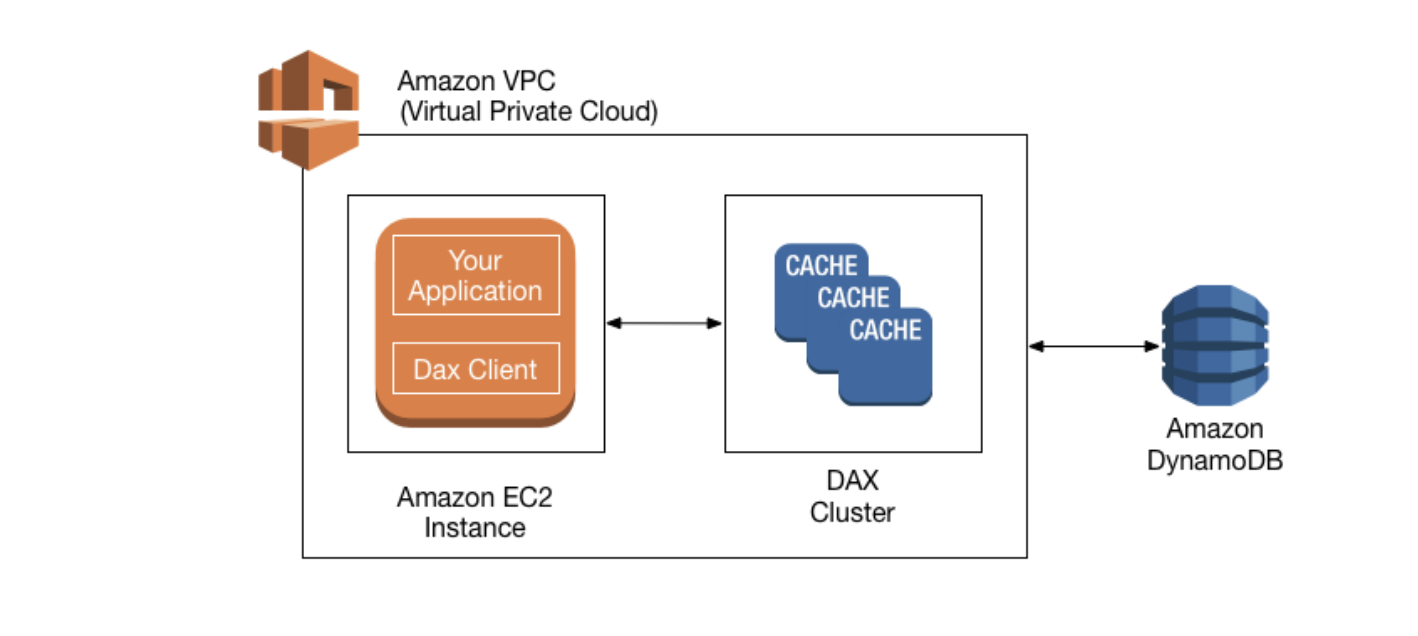 Amazon VPC
(Virtual Private Cloud)
Your
Application
Dax Client
Amazon EC2
Instance
CACHE
CACHE
CACHE
DAX
Cluster
Amazon
DynamoDB